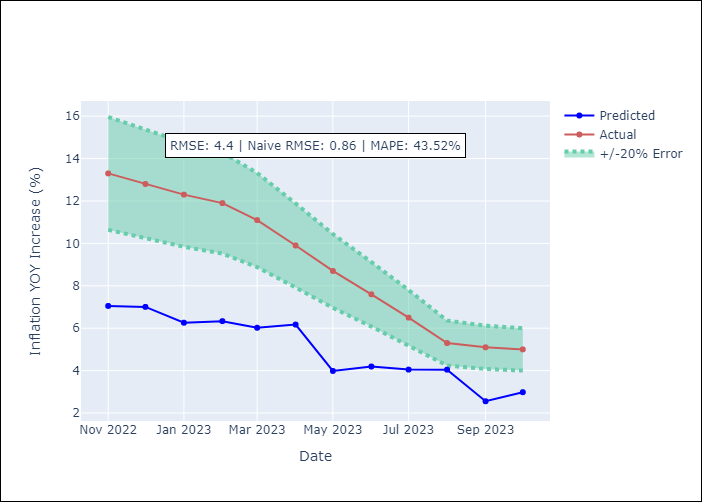 RMSE: 4.4 | Naive RMSE: 0.86 | MAPE: 43.52%
Predicted
Actual
+/-20% Error
Inflation YOY Increase (%)
16
14
12
10
8
6
4
2
Nov 2022 Jan 2023 Mar 2023 May 2023 Jul 2023 Sep 2023
Date